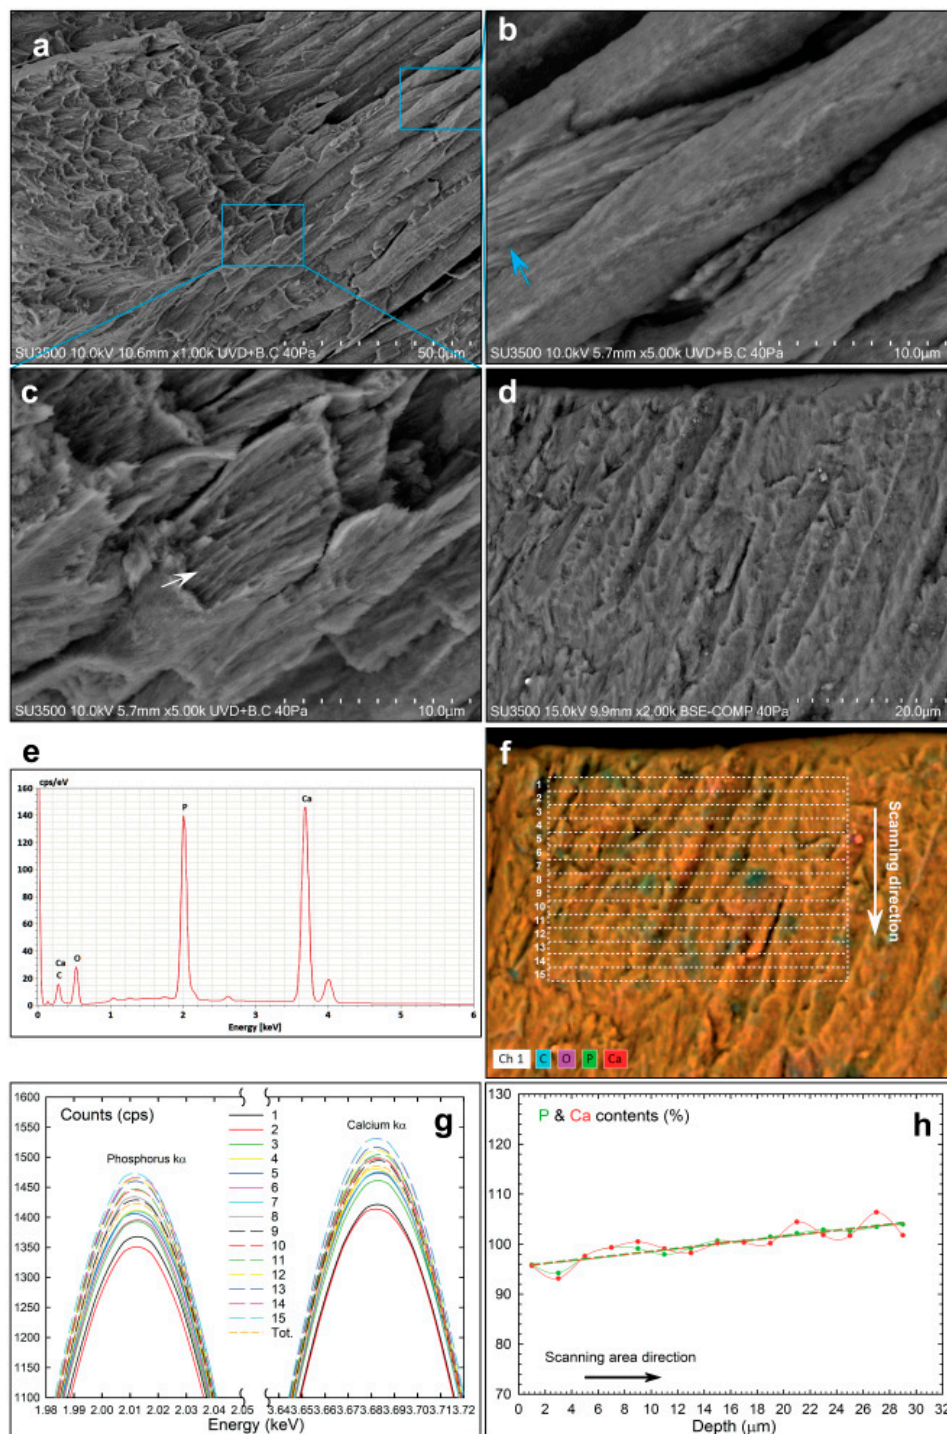 a
SU3500 10.0kV 10.6mm x1.00k UVD+B.C 40Pa
50.0µm
b
SU3500 10.0kV 5.7mm x5.00k UVD+B.C 40Pa
10.0µm
c
SU3500 10.0kV 5.7mm x5.00k UVD+B.C 40Pa
10.0µm
d
SU3500 15.0kV 9.9mm x2.00k BSE-COMP 40Pa
20.0µm
e
cps/eV
160
140
120
100
80
60
40
20
0
Ca
C
O
P
Ca
0 1 2 3 4 5 6
Energy [keV]
f
1
2
3
4
5
6
7
8
9
10
11
12
13
14
15
Scanning direction
Ch 1 C O P Ca
g
Counts (cps)
1600
1500
1400
1300
1200
1100
Phosphorus kα
Calcium kα
1
2
3
4
5
6
7
8
9
10
11
12
13
14
15
Tot.
1.98 1.99 2.00 2.01 2.02 2.03 2.04 2.05 3.64 3.65 3.66 3.67 3.68 3.69 3.70 3.71 3.72
Energy (keV)
h
P & Ca contents (%)
130
120
110
100
90
80
70
Scanning area direction
0 2 4 6 8 10 12 14 16 18 20 22 24 26 28 30 32
Depth (µm)